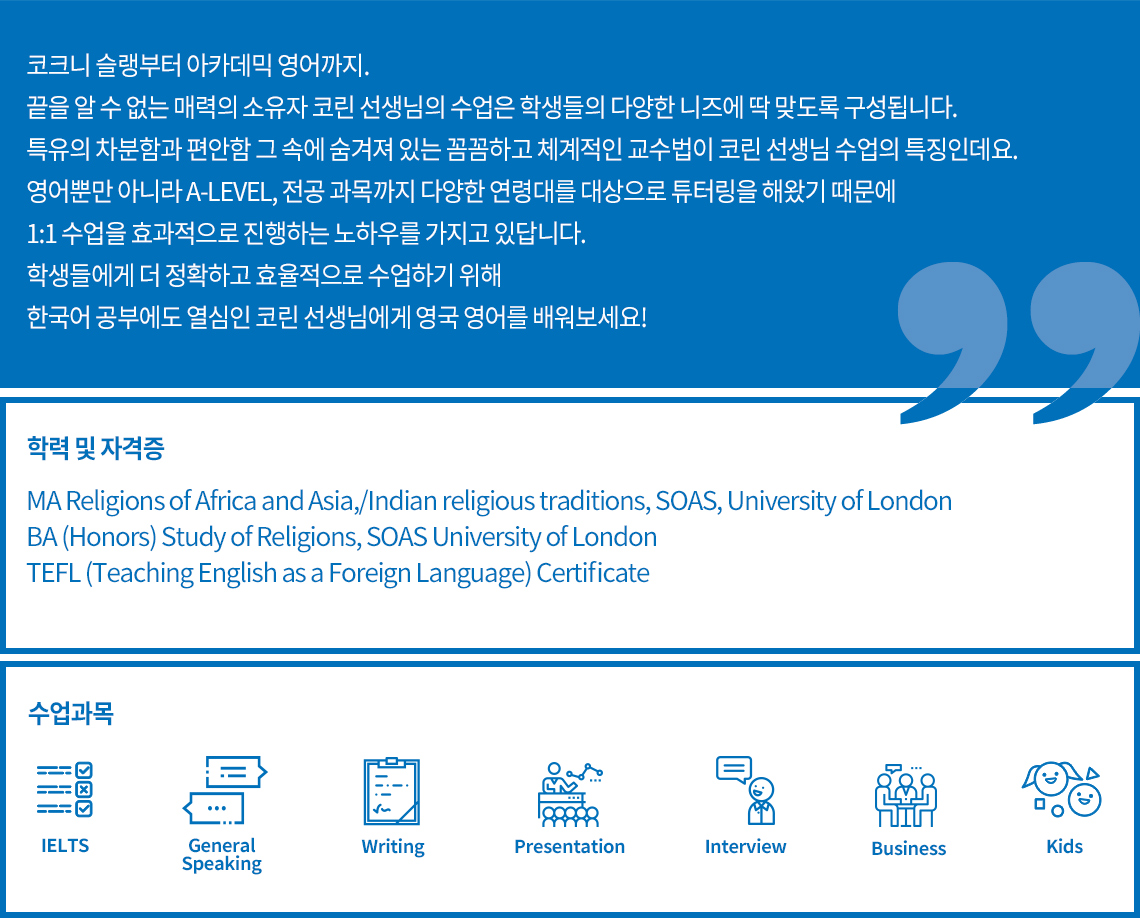 코크니 슬랭부터 아카데믹 영어까지.
끝을 알 수 없는 매력의 소유자 코린 선생님의 수업은 학생들의 다양한 니즈에 딱 맞도록 구성됩니다.
특유의 차분함과 편안함 그 속에 숨겨져 있는 꼼꼼하고 체계적인 교수법이 코린 선생님 수업의 특징인데요.
영어뿐만 아니라 A-LEVEL, 전공 과목까지 다양한 연령대를 대상으로 튜터링을 해왔기 때문에
1:1 수업을 효과적으로 진행하는 노하우를 가지고 있답니다.
학생들에게 더 정확하고 효율적으로 수업하기 위해
한국어 공부에도 열심인 코린 선생님에게 영국 영어를 배워보세요!
학력 및 자격증
MA Religions of Africa and Asia,/Indian religious traditions, SOAS, University of London
BA (Honors) Study of Religions, SOAS University of London
TEFL (Teaching English as a Foreign Language) Certificate
수업과목
IELTS
General
Speaking
Writing
Presentation
Interview
Business
Kids